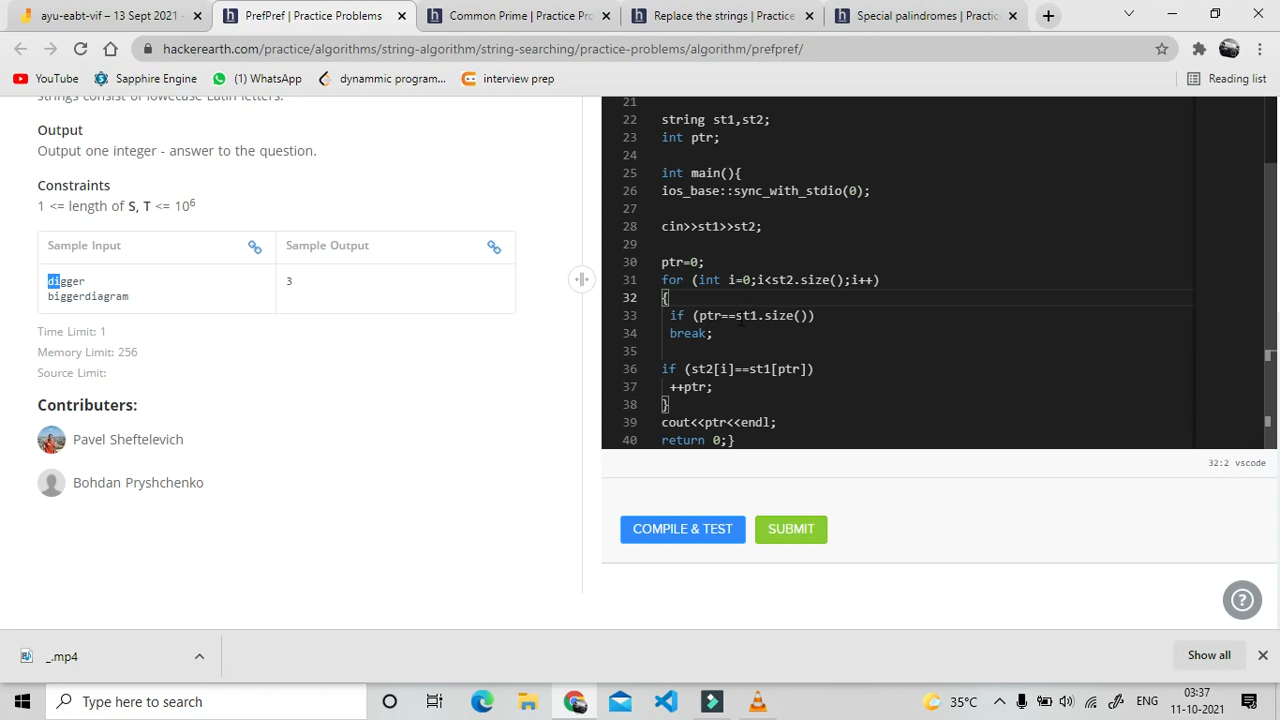 ayu-eabt-vif – 13 Sept 2021
PrefPref | Practice Problems
Common Prime | Practice Pro
Replace the strings | Practice Pr
Special palindromes | Practic
hackerearth.com/practice/algorithms/string-algorithm/string-searching/practice-problems/algorithm/prefpref/
YouTube
Sapphire Engine
(1) WhatsApp
dynammic program...
interview prep
Reading list
strings consist of lowecase Latin letters.
Output
Output one integer - answer to the question.
Constraints
1 <= length of S, T <= 10⁶
Sample Input
Sample Output
digger
biggerdiagram
3
Time Limit: 1
Memory Limit: 256
Source Limit:
Contributers:
Pavel Sheftelevich
Bohdan Pryshchenko
21
22 string st1,st2;
23 int ptr;
24
25 int main(){
26 ios_base::sync_with_stdio(0);
27
28 cin>>st1>>st2;
29
30 ptr=0;
31 for (int i=0;i<st2.size();i++)
32 {
33 if (ptr==st1.size())
34 break;
35
36 if (st2[i]==st1[ptr])
37 ++ptr;
38 }
39 cout<<ptr<<endl;
40 return 0;}
32:2 vscode
COMPILE & TEST
SUBMIT
_.mp4
Show all
Type here to search
35°C
ENG
03:37
11-10-2021